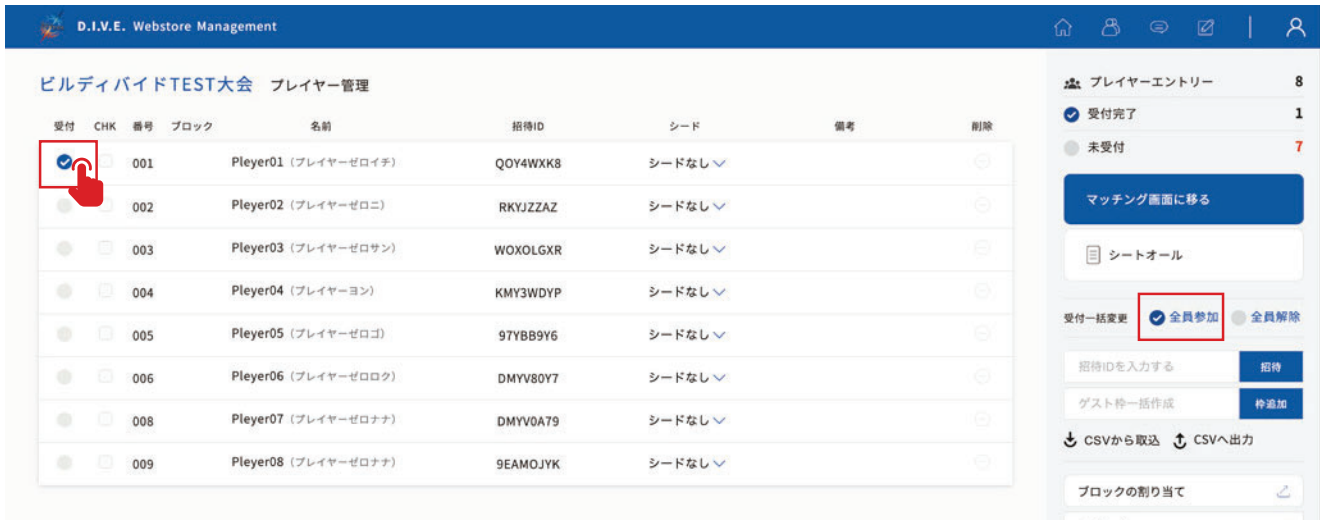 D.I.V.E. Webstore Management
ビルディバイドTEST大会 プレイヤー管理
受付 CHK 番号 ブロック 名前 招待ID シード 備考 削除
001 Pleyer01（プレイヤーゼロイチ） QOY4WXK8 シードなし
002 Pleyer02（プレイヤーゼロニ） RKYJZZAZ シードなし
003 Pleyer03（プレイヤーゼロサン） WOXOLGXR シードなし
004 Pleyer04（プレイヤーヨン） KMY3WDYP シードなし
005 Pleyer05（プレイヤーゼロゴ） 97YBB9Y6 シードなし
006 Pleyer06（プレイヤーゼロロク） DMYV80Y7 シードなし
008 Pleyer07（プレイヤーゼロナナ） DMYV0A79 シードなし
009 Pleyer08（プレイヤーゼロナナ） 9EAMOJYK シードなし
プレイヤーエントリー 8
受付完了 1
未受付 7
マッチング画面に移る
シートオール
受付一括変更 全員参加 全員解除
招待IDを入力する 招待
ゲスト枠一括作成 枠追加
CSVから取込 CSVへ出力
ブロックの割り当て